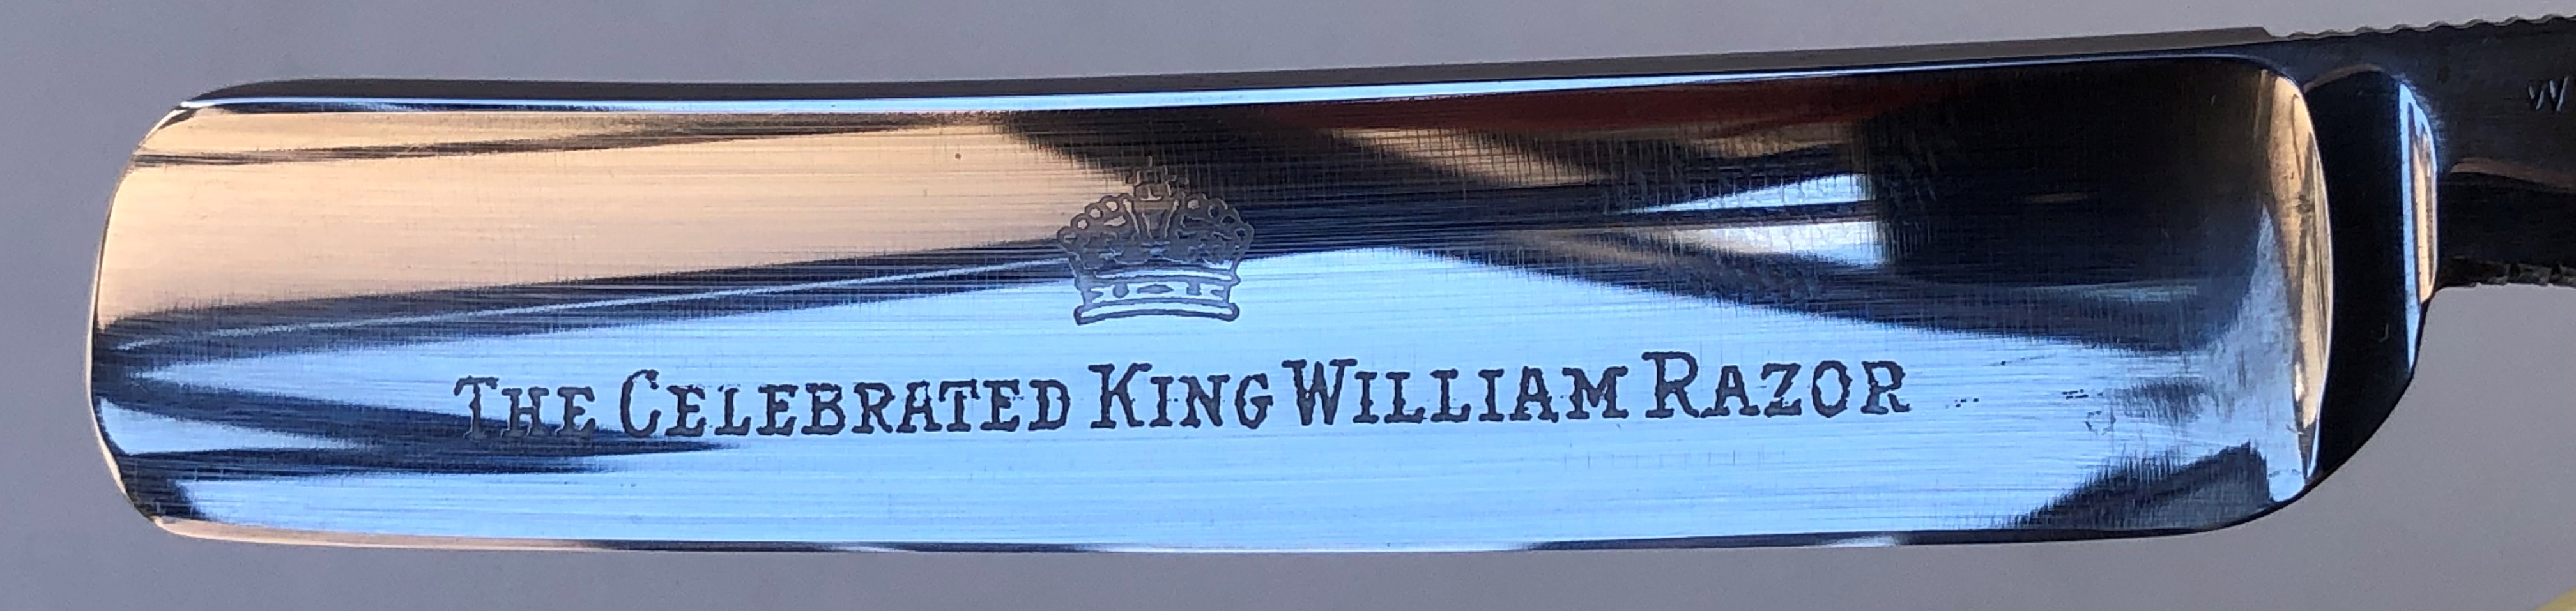 THE CELEBRATED KING WILLIAM RAZOR
W